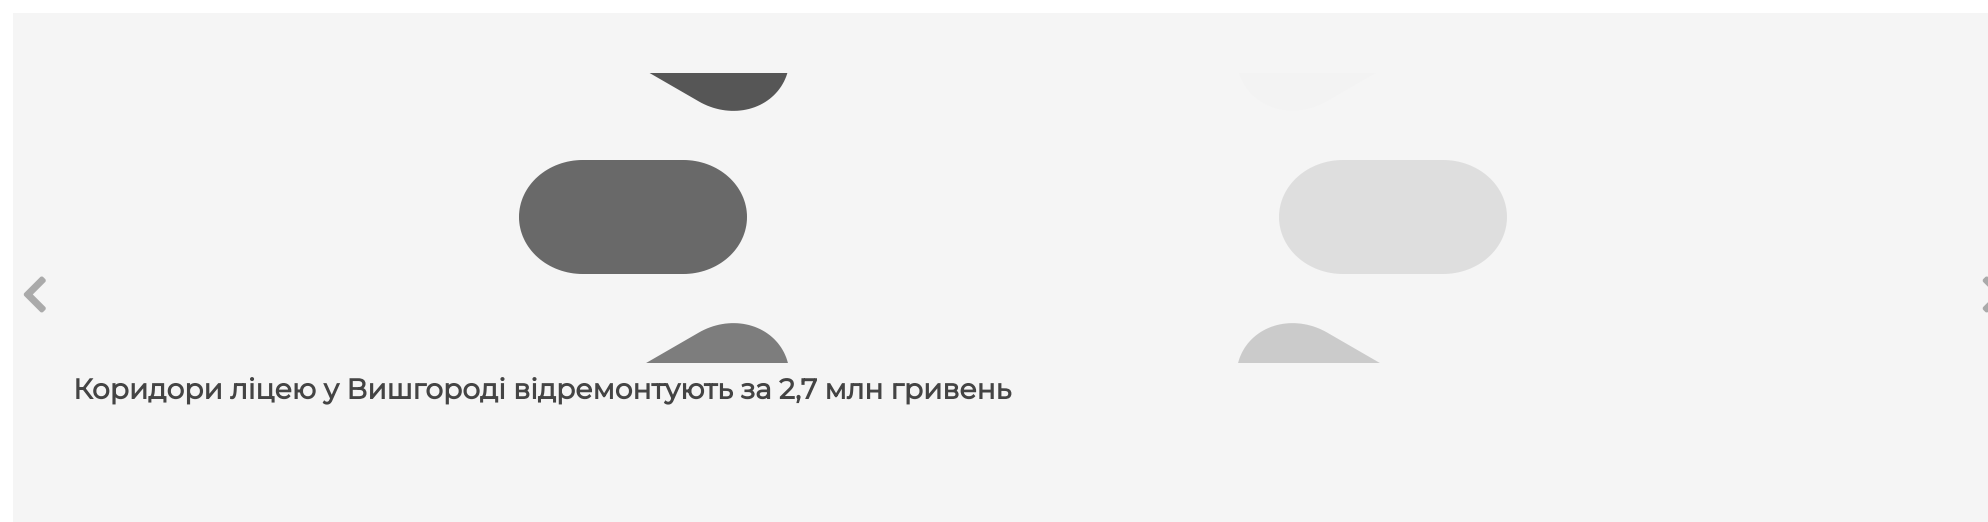 Коридори ліцею у Вишгороді відремонтують за 2,7 млн гривень